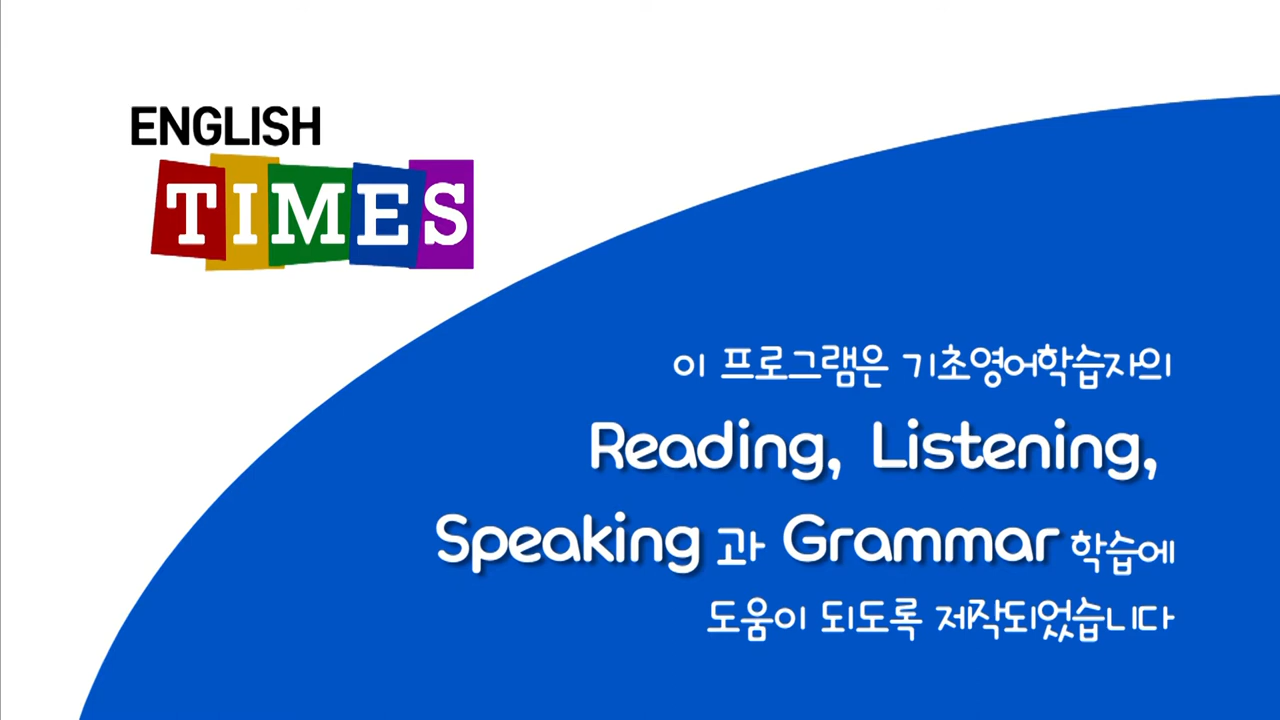 ENGLISH
TIMES
이 프로그램은 기초영어학습자의
Reading, Listening,
Speaking 과 Grammar 학습에
도움이 되도록 제작되었습니다